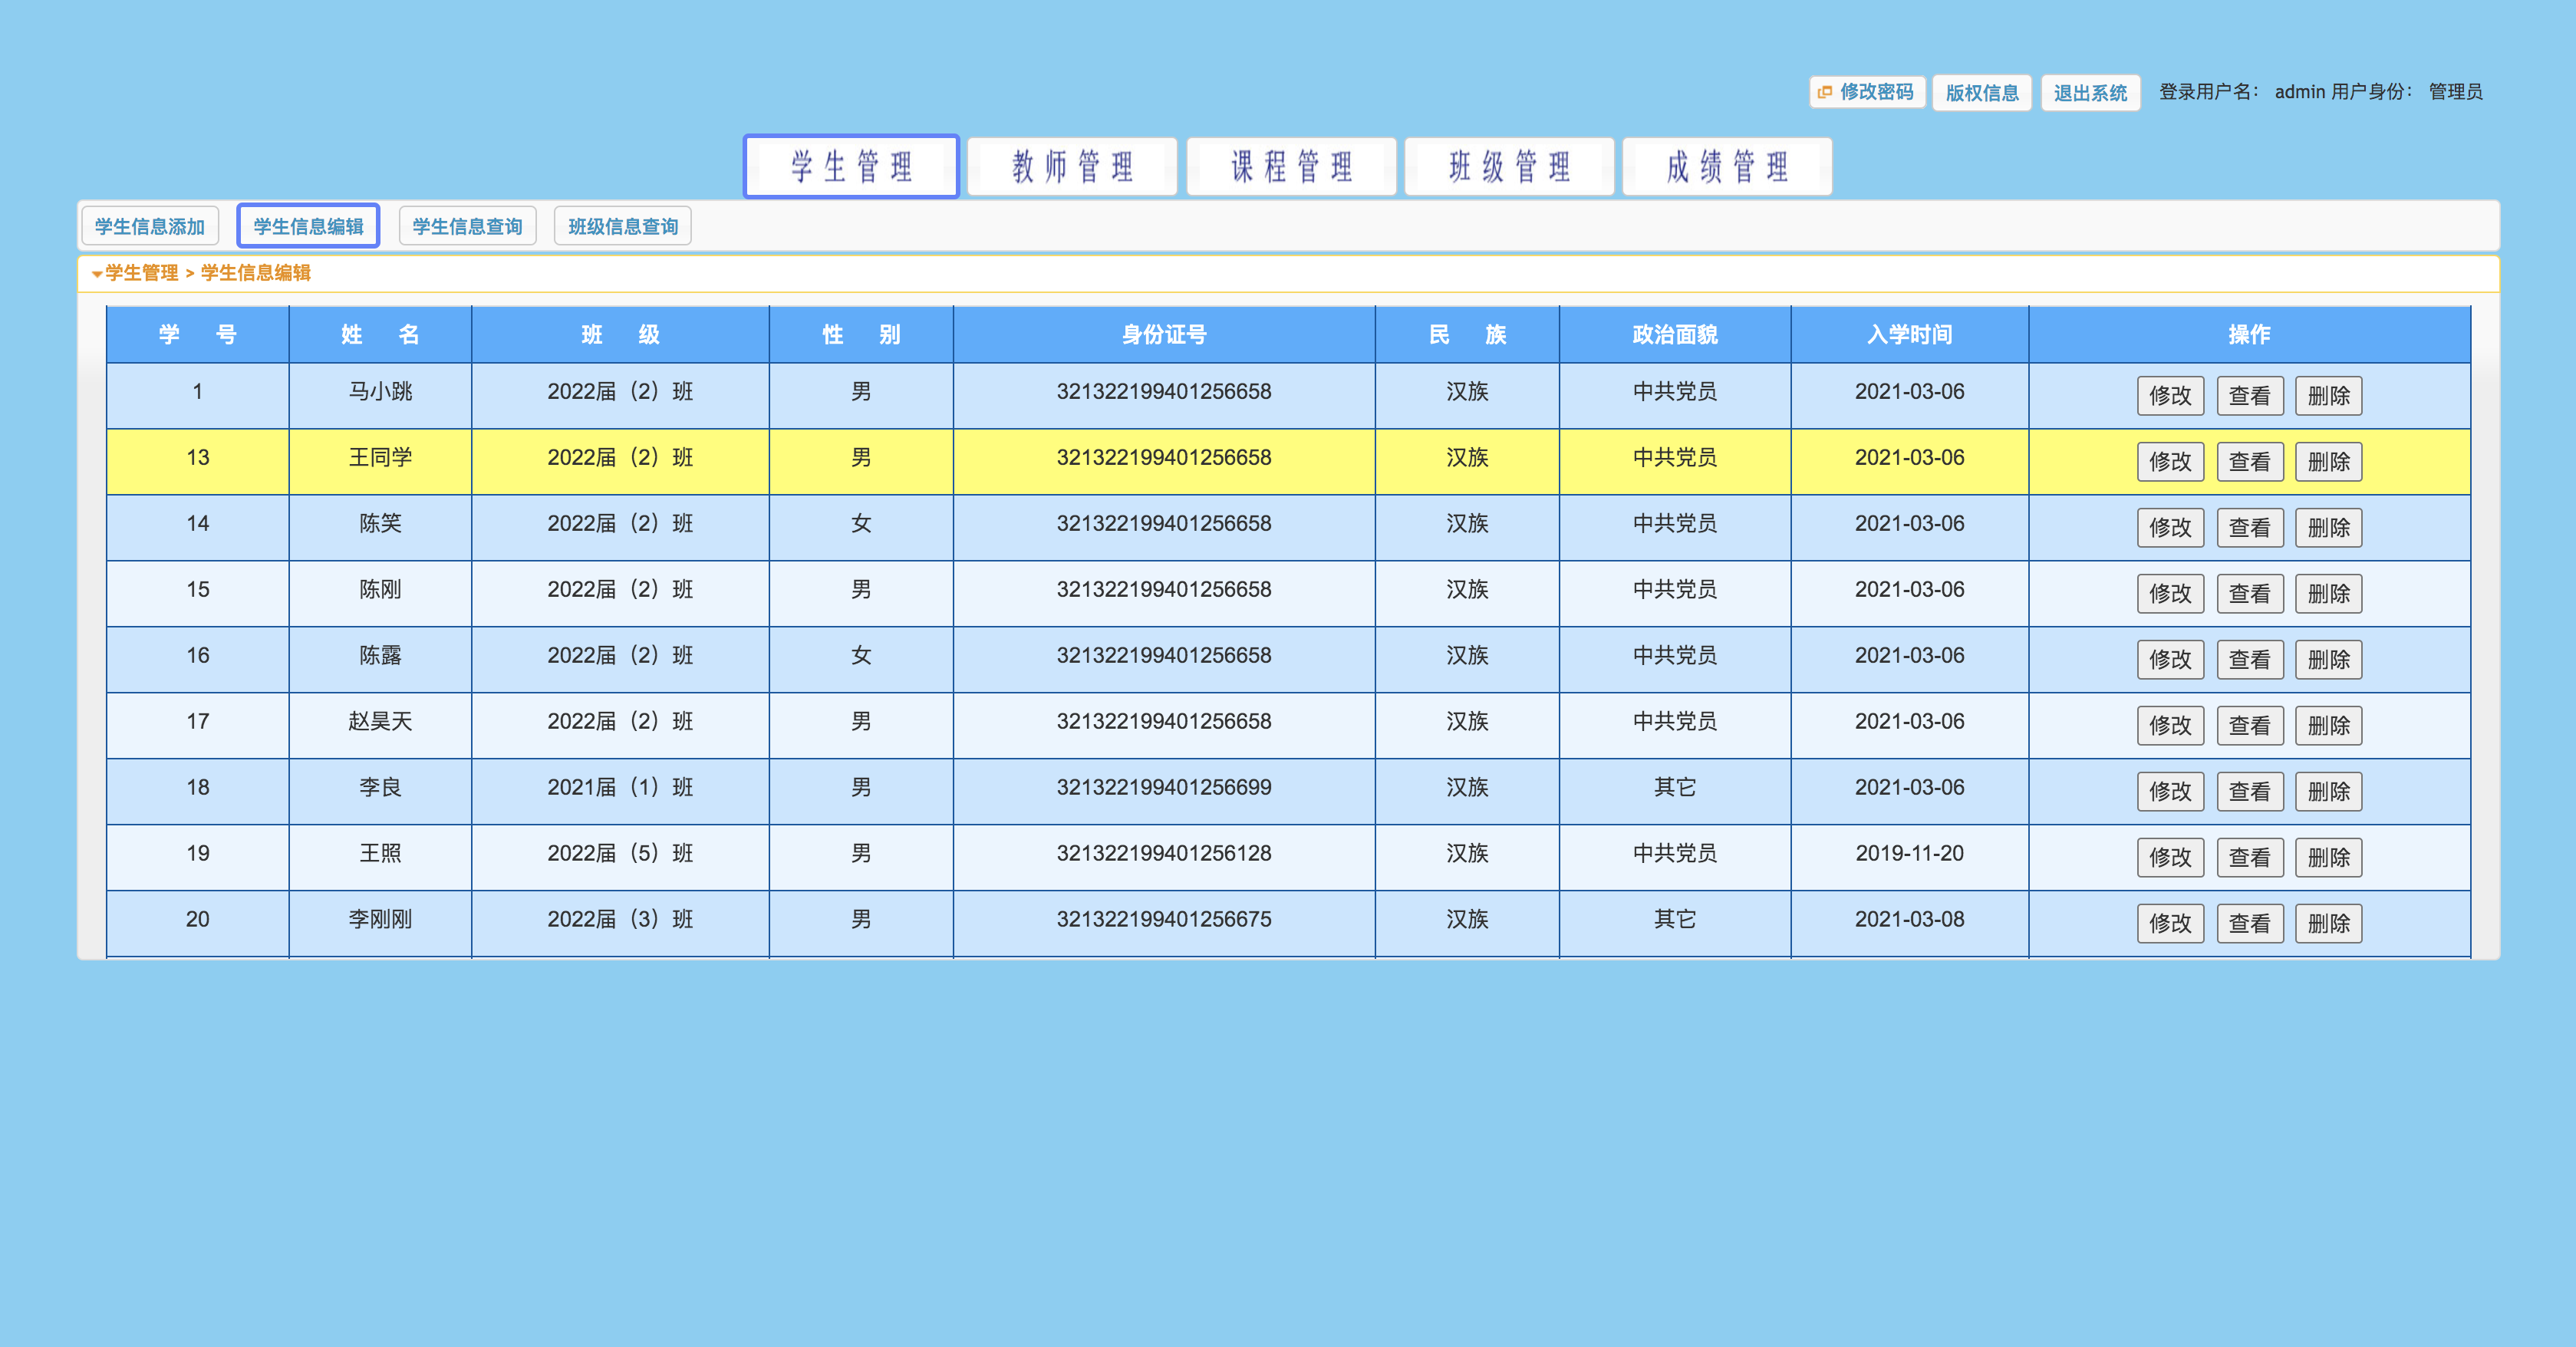 修改密码 版权信息 退出系统 登录用户名： admin 用户身份： 管理员
学生管理 教师管理 课程管理 班级管理 成绩管理
学生信息添加 学生信息编辑 学生信息查询 班级信息查询
学生管理 > 学生信息编辑
学 号 姓 名 班 级 性 别 身份证号 民 族 政治面貌 入学时间 操作
1 马小跳 2022届（2）班 男 321322199401256658 汉族 中共党员 2021-03-06 修改 查看 删除
13 王同学 2022届（2）班 男 321322199401256658 汉族 中共党员 2021-03-06 修改 查看 删除
14 陈笑 2022届（2）班 女 321322199401256658 汉族 中共党员 2021-03-06 修改 查看 删除
15 陈刚 2022届（2）班 男 321322199401256658 汉族 中共党员 2021-03-06 修改 查看 删除
16 陈露 2022届（2）班 女 321322199401256658 汉族 中共党员 2021-03-06 修改 查看 删除
17 赵昊天 2022届（2）班 男 321322199401256658 汉族 中共党员 2021-03-06 修改 查看 删除
18 李良 2021届（1）班 男 321322199401256699 汉族 其它 2021-03-06 修改 查看 删除
19 王照 2022届（5）班 男 321322199401256128 汉族 中共党员 2019-11-20 修改 查看 删除
20 李刚刚 2022届（3）班 男 321322199401256675 汉族 其它 2021-03-08 修改 查看 删除